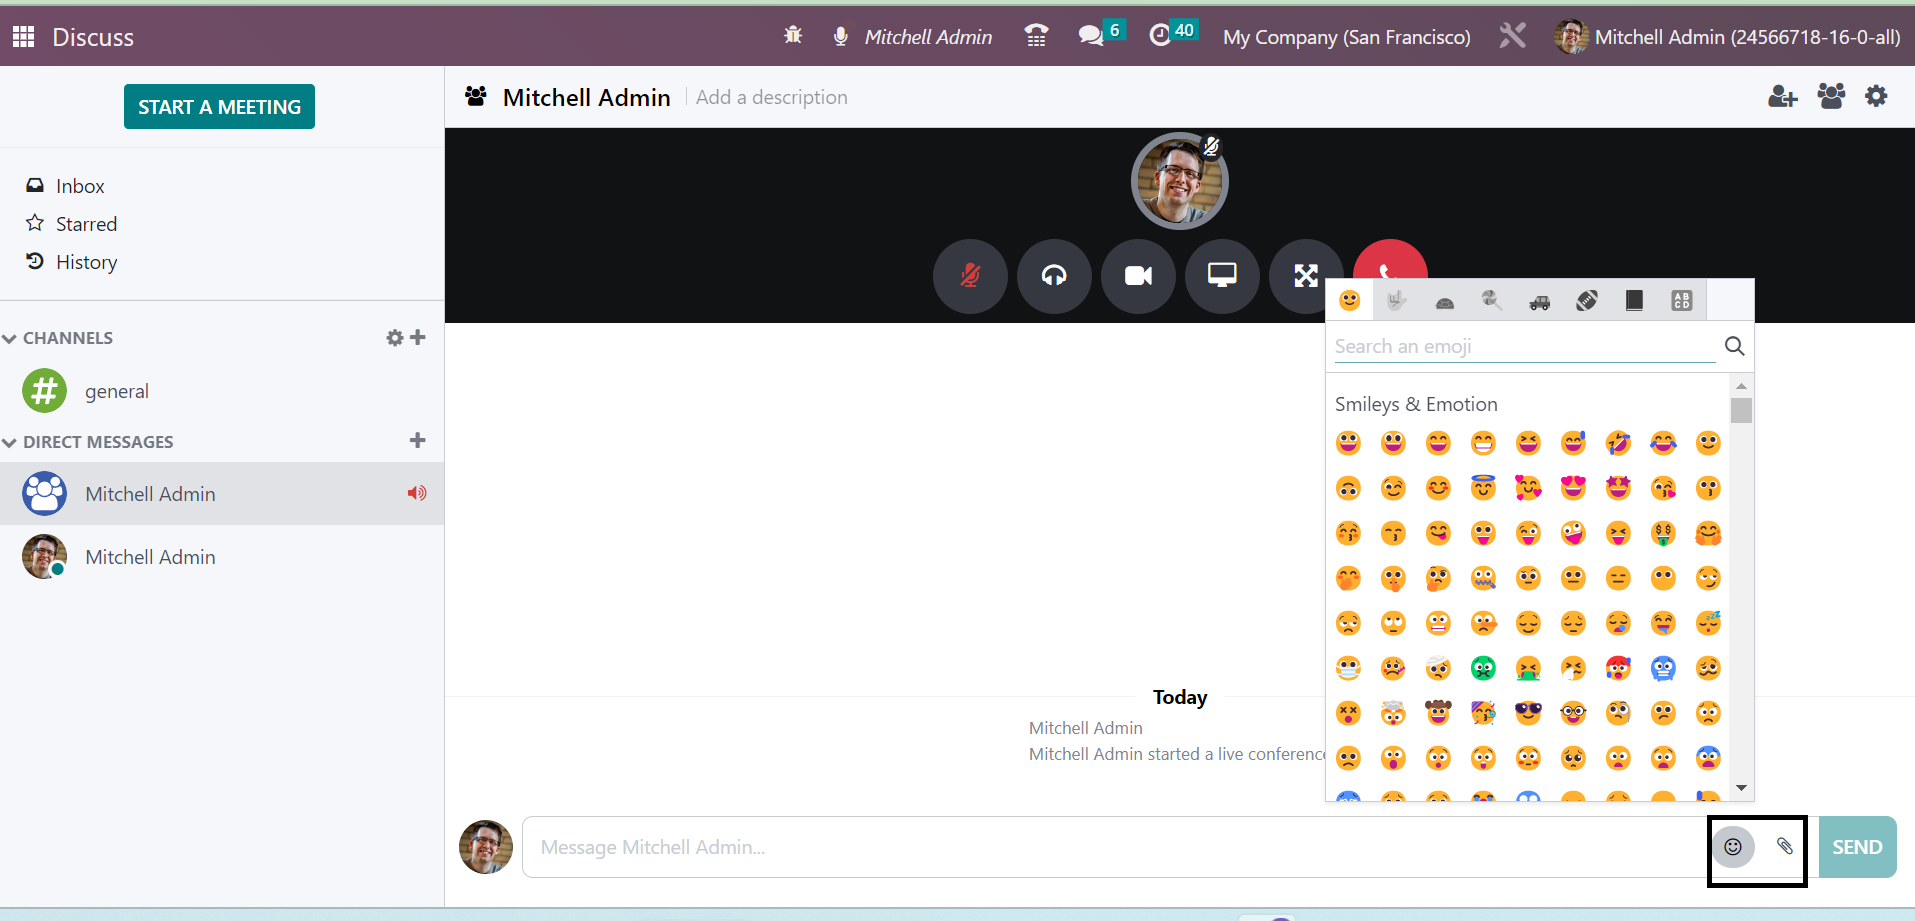 Discuss
Mitchell Admin
6
40
My Company (San Francisco)
Mitchell Admin (24566718-16-0-all)
START A MEETING
Inbox
Starred
History
CHANNELS
general
DIRECT MESSAGES
Mitchell Admin
Mitchell Admin
Mitchell Admin
Add a description
Search an emoji
Smileys & Emotion
Today
Mitchell Admin
Mitchell Admin started a live conference
Message Mitchell Admin...
SEND